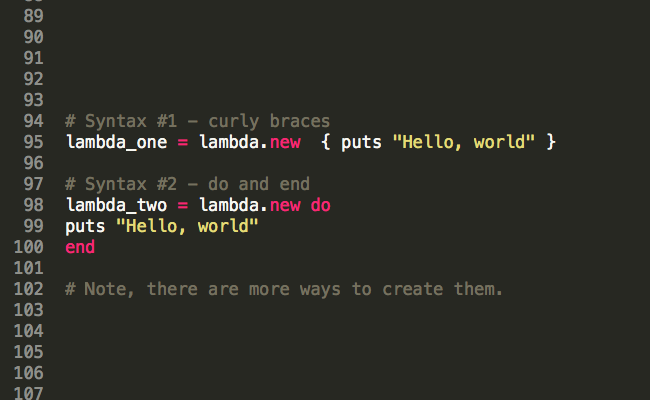 89
90
91
92
93
94 # Syntax #1 – curly braces
95 lambda_one = lambda.new  { puts "Hello, world" }
96
97 # Syntax #2 – do and end
98 lambda_two = lambda.new do
99 puts "Hello, world"
100 end
101
102 # Note, there are more ways to create them.
103
104
105
106
107